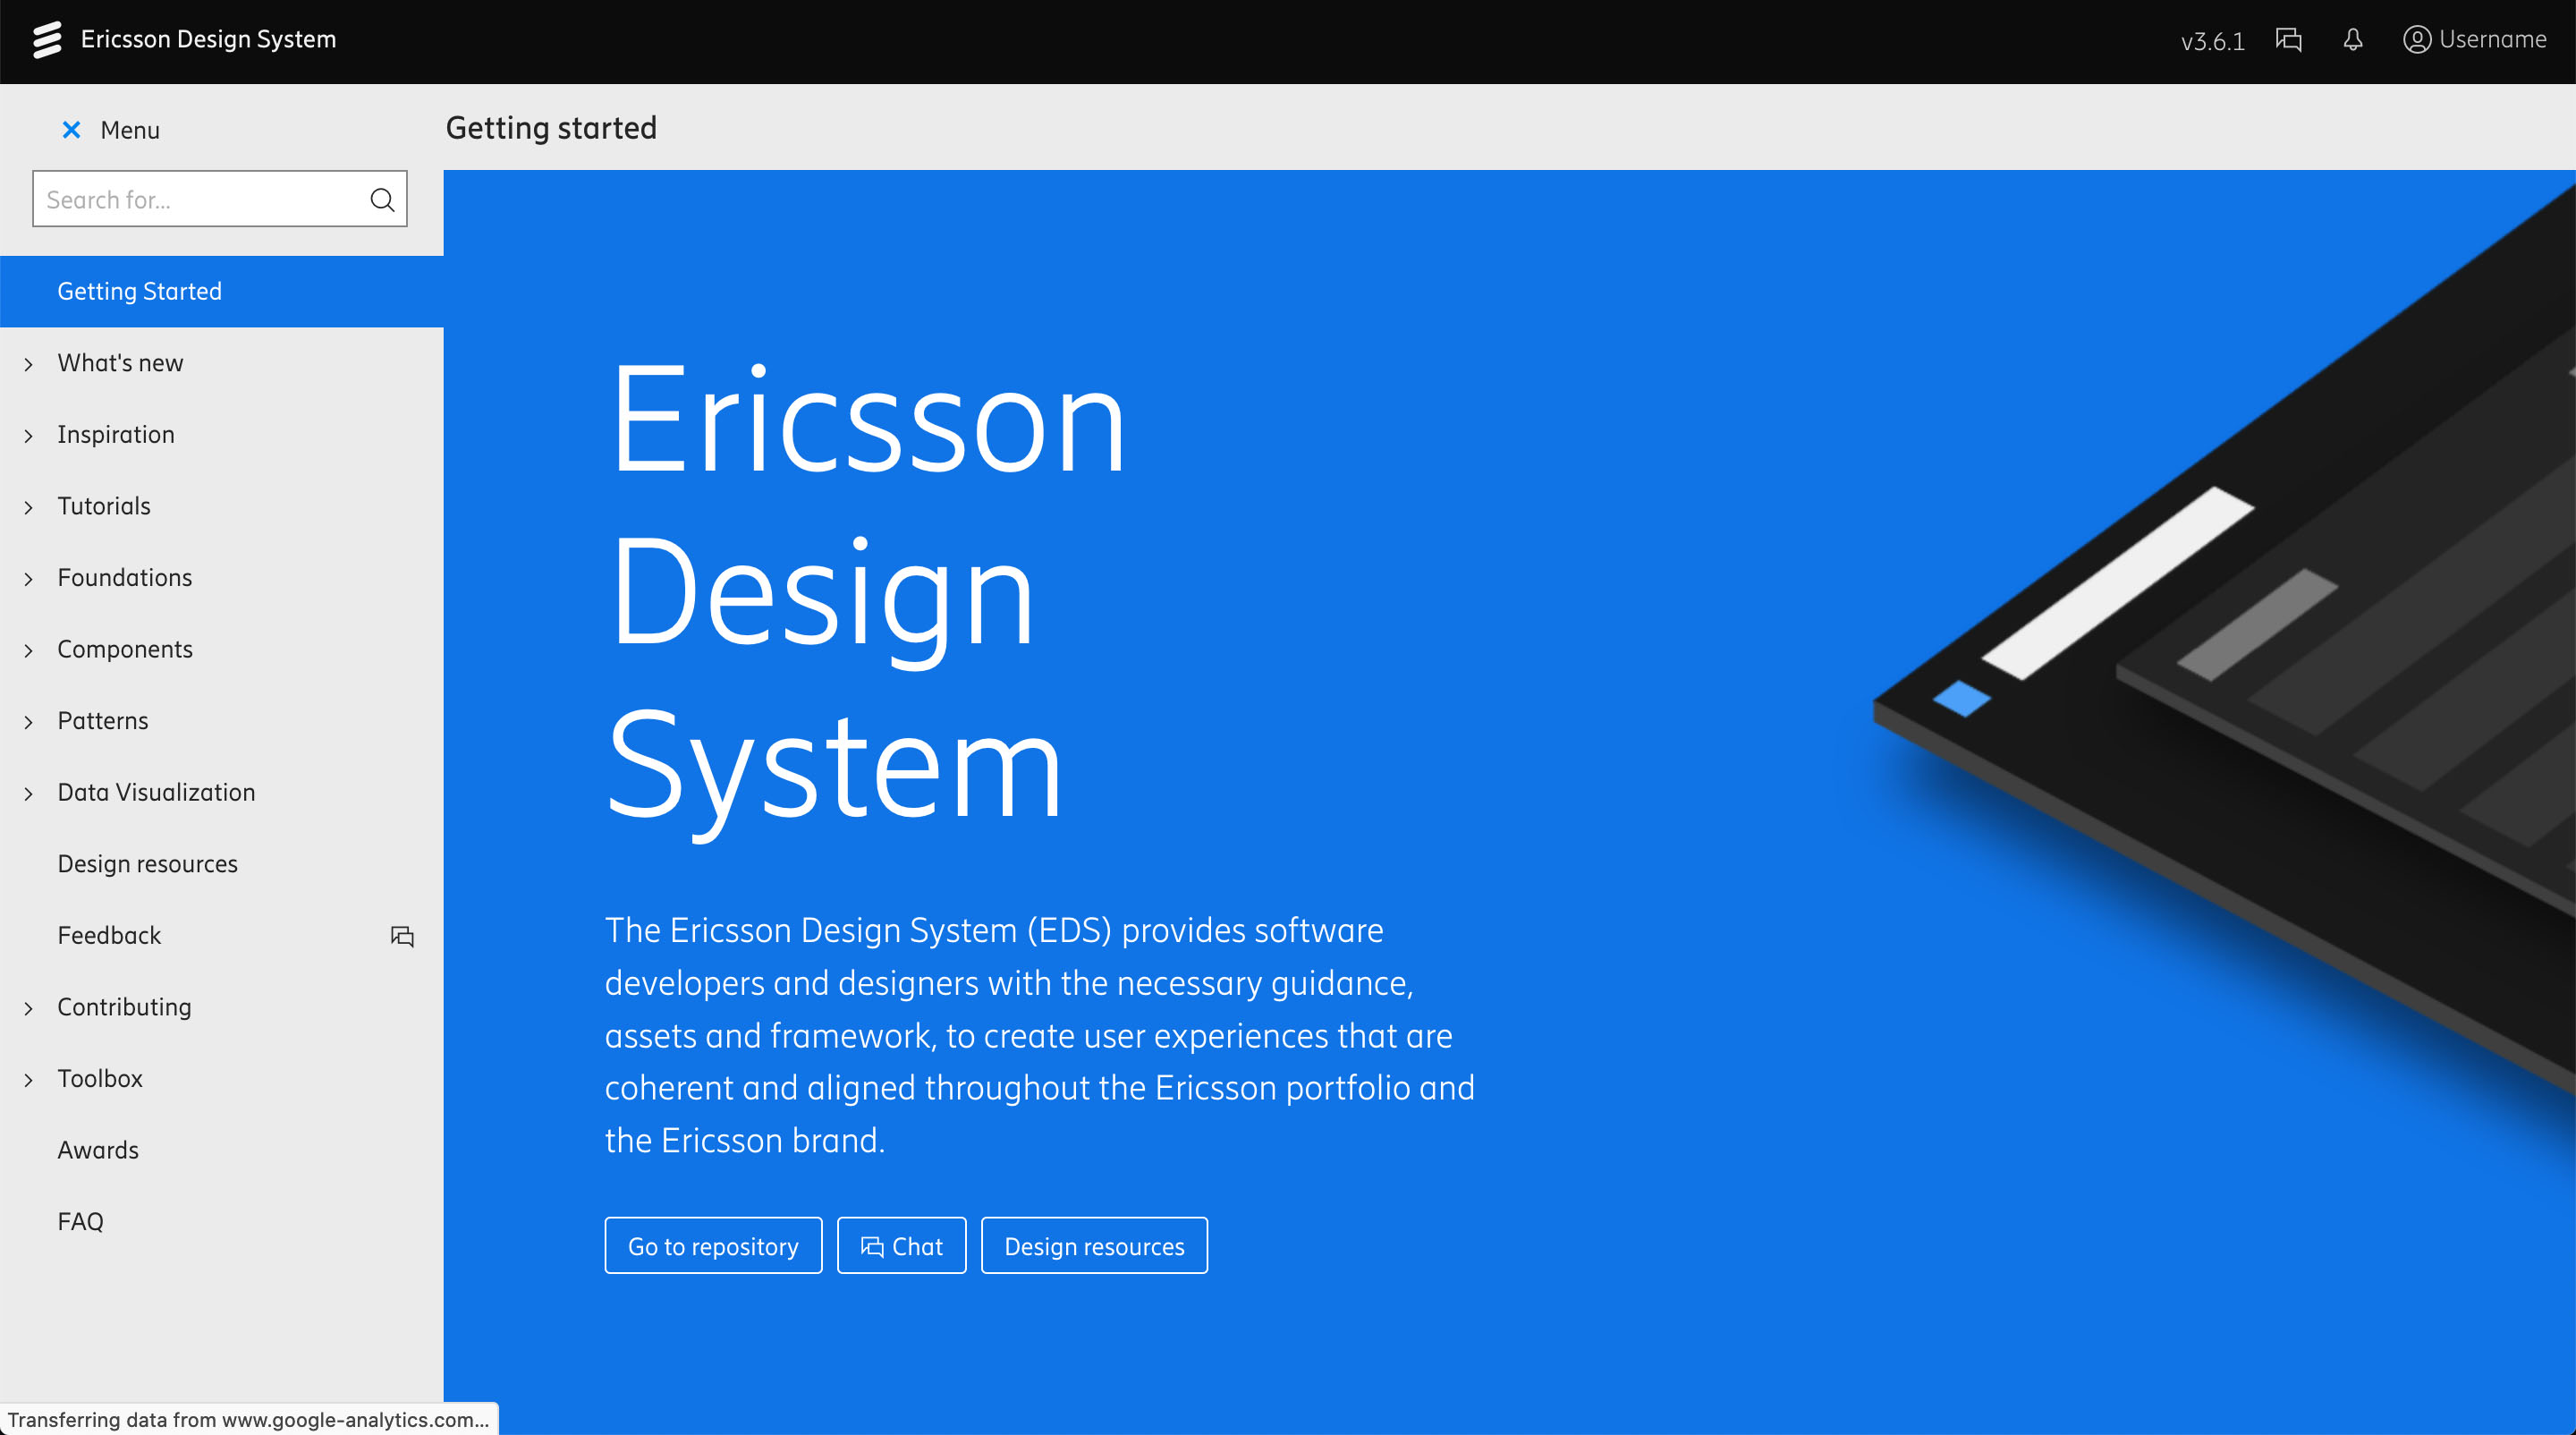 Ericsson Design System
v3.6.1
Username
Menu
Getting started
Search for...
Getting Started
What's new
Inspiration
Tutorials
Foundations
Components
Patterns
Data Visualization
Design resources
Feedback
Contributing
Toolbox
Awards
FAQ
Ericsson
Design
System
The Ericsson Design System (EDS) provides software
developers and designers with the necessary guidance,
assets and framework, to create user experiences that are
coherent and aligned throughout the Ericsson portfolio and
the Ericsson brand.
Go to repository
Chat
Design resources
Transferring data from www.google-analytics.com...